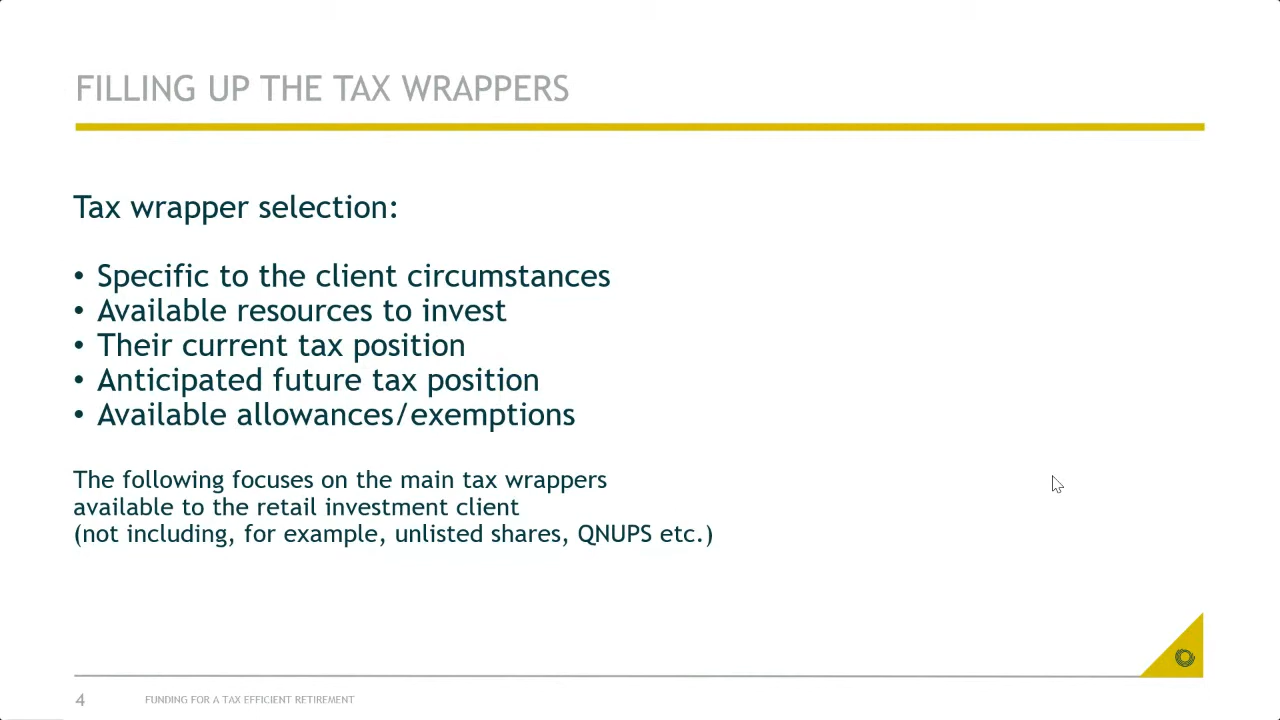 FILLING UP THE TAX WRAPPERS
Tax wrapper selection:
• Specific to the client circumstances
• Available resources to invest
• Their current tax position
• Anticipated future tax position
• Available allowances/exemptions
The following focuses on the main tax wrappers
available to the retail investment client
(not including, for example, unlisted shares, QNUPS etc.)
4
FUNDING FOR A TAX EFFICIENT RETIREMENT